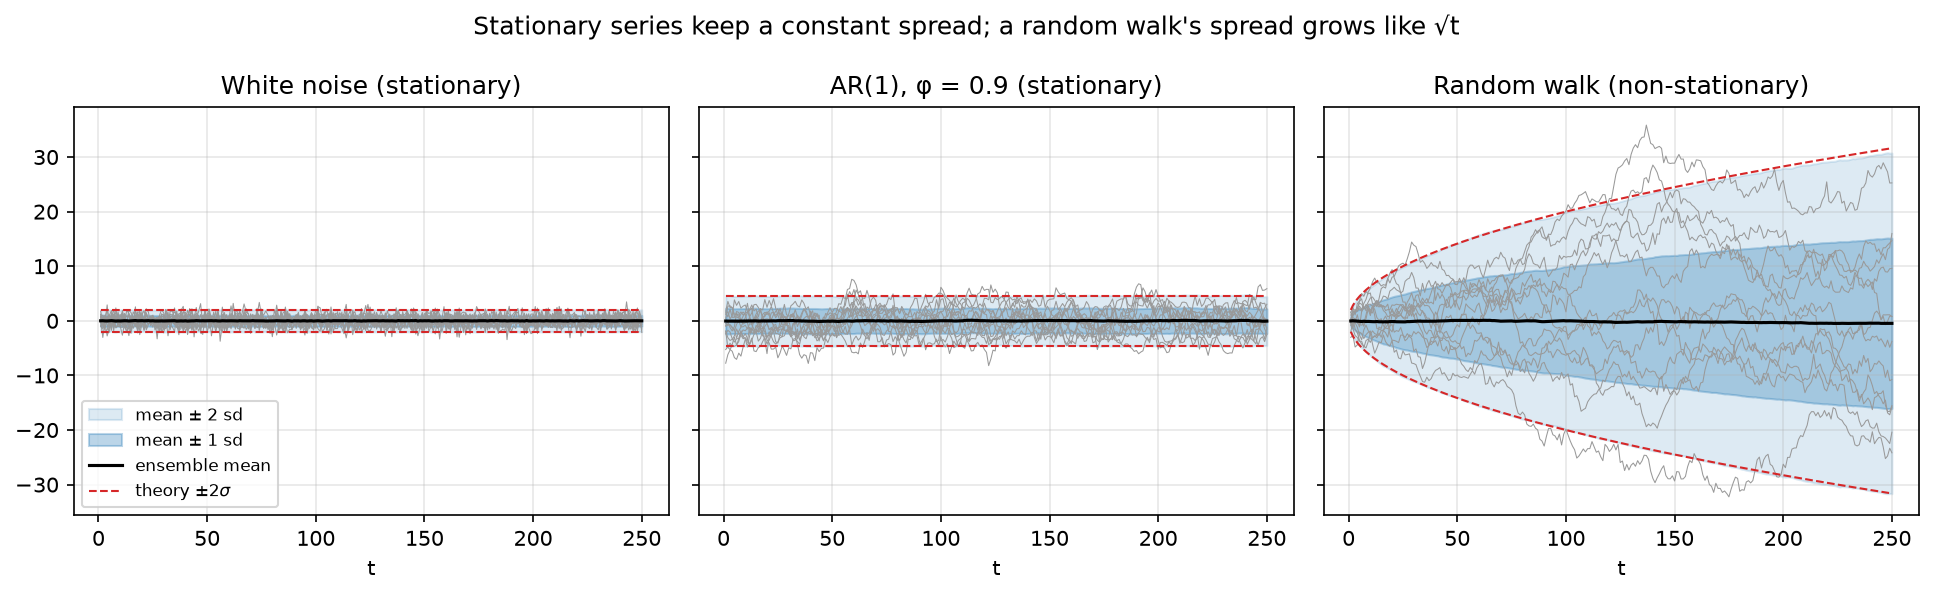 Stationary series keep a constant spread; a random walk's spread grows like √t
White noise (stationary)
30
20
10
0
−10
−20
−30
mean ± 2 sd
mean ± 1 sd
ensemble mean
theory ±2σ
0 50 100 150 200 250
t
AR(1), φ = 0.9 (stationary)
0 50 100 150 200 250
t
Random walk (non-stationary)
0 50 100 150 200 250
t